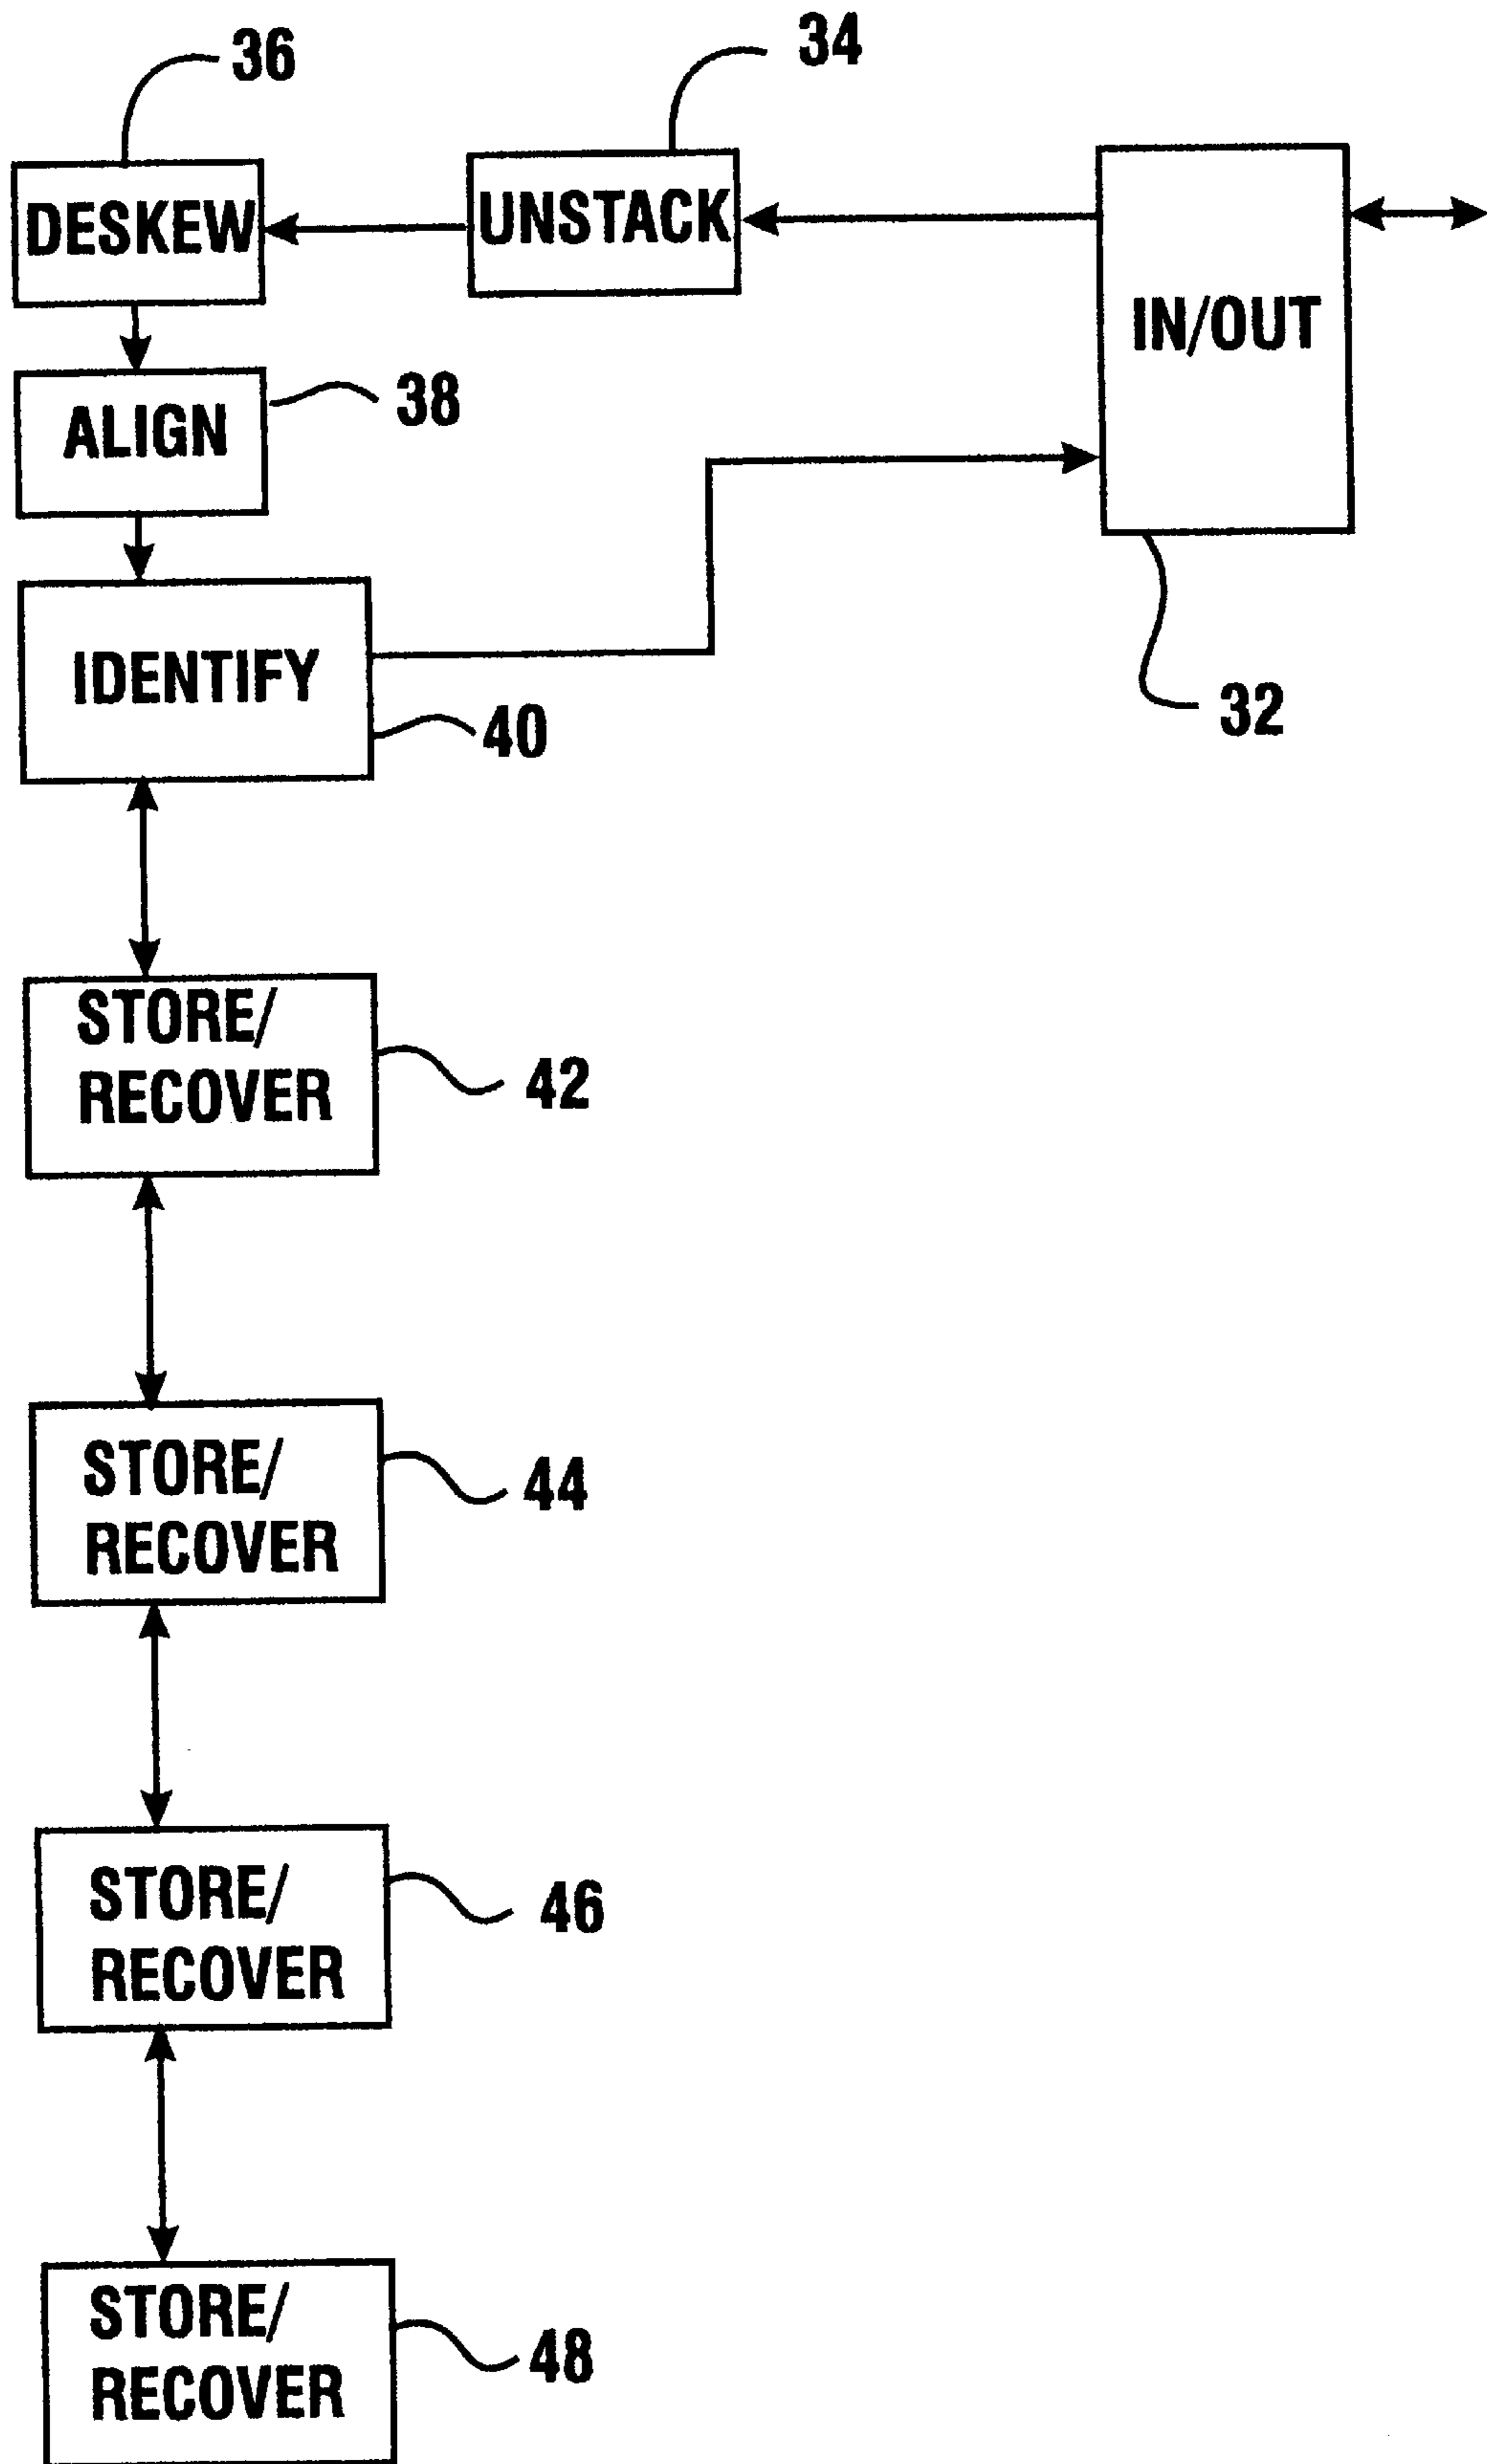 36
34
DESKEW
UNSTACK
IN/OUT
ALIGN
38
IDENTIFY
40
32
STORE/
RECOVER
42
STORE/
RECOVER
44
STORE/
RECOVER
46
STORE/
RECOVER
48